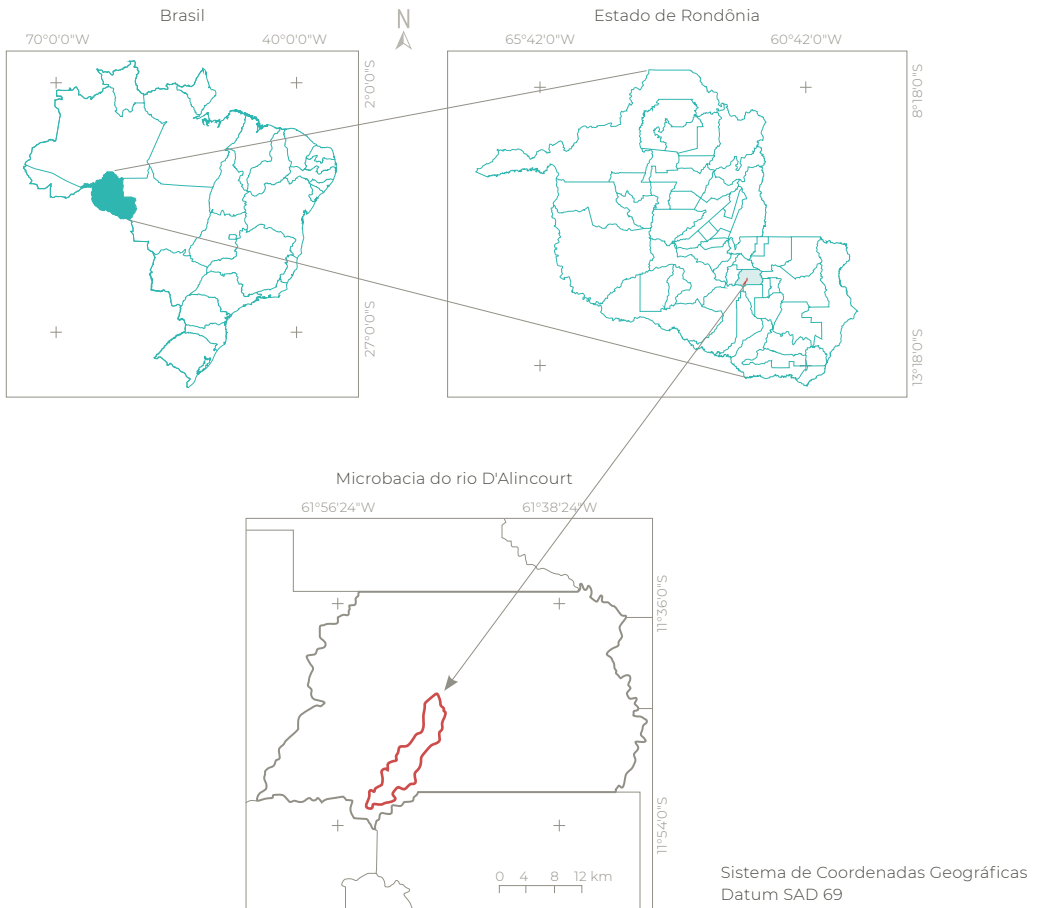 Brasil
N
Estado de Rondônia
70°0'0"W
40°0'0"W
65°42'0"W
60°42'0"W
2°0'0"S
27°0'0"S
8°18'0"S
13°18'0"S
Microbacia do rio D'Alincourt
61°56'24"W
61°38'24"W
11°36'0"S
11°54'0"S
0 4 8 12 km
Sistema de Coordenadas Geográficas
Datum SAD 69